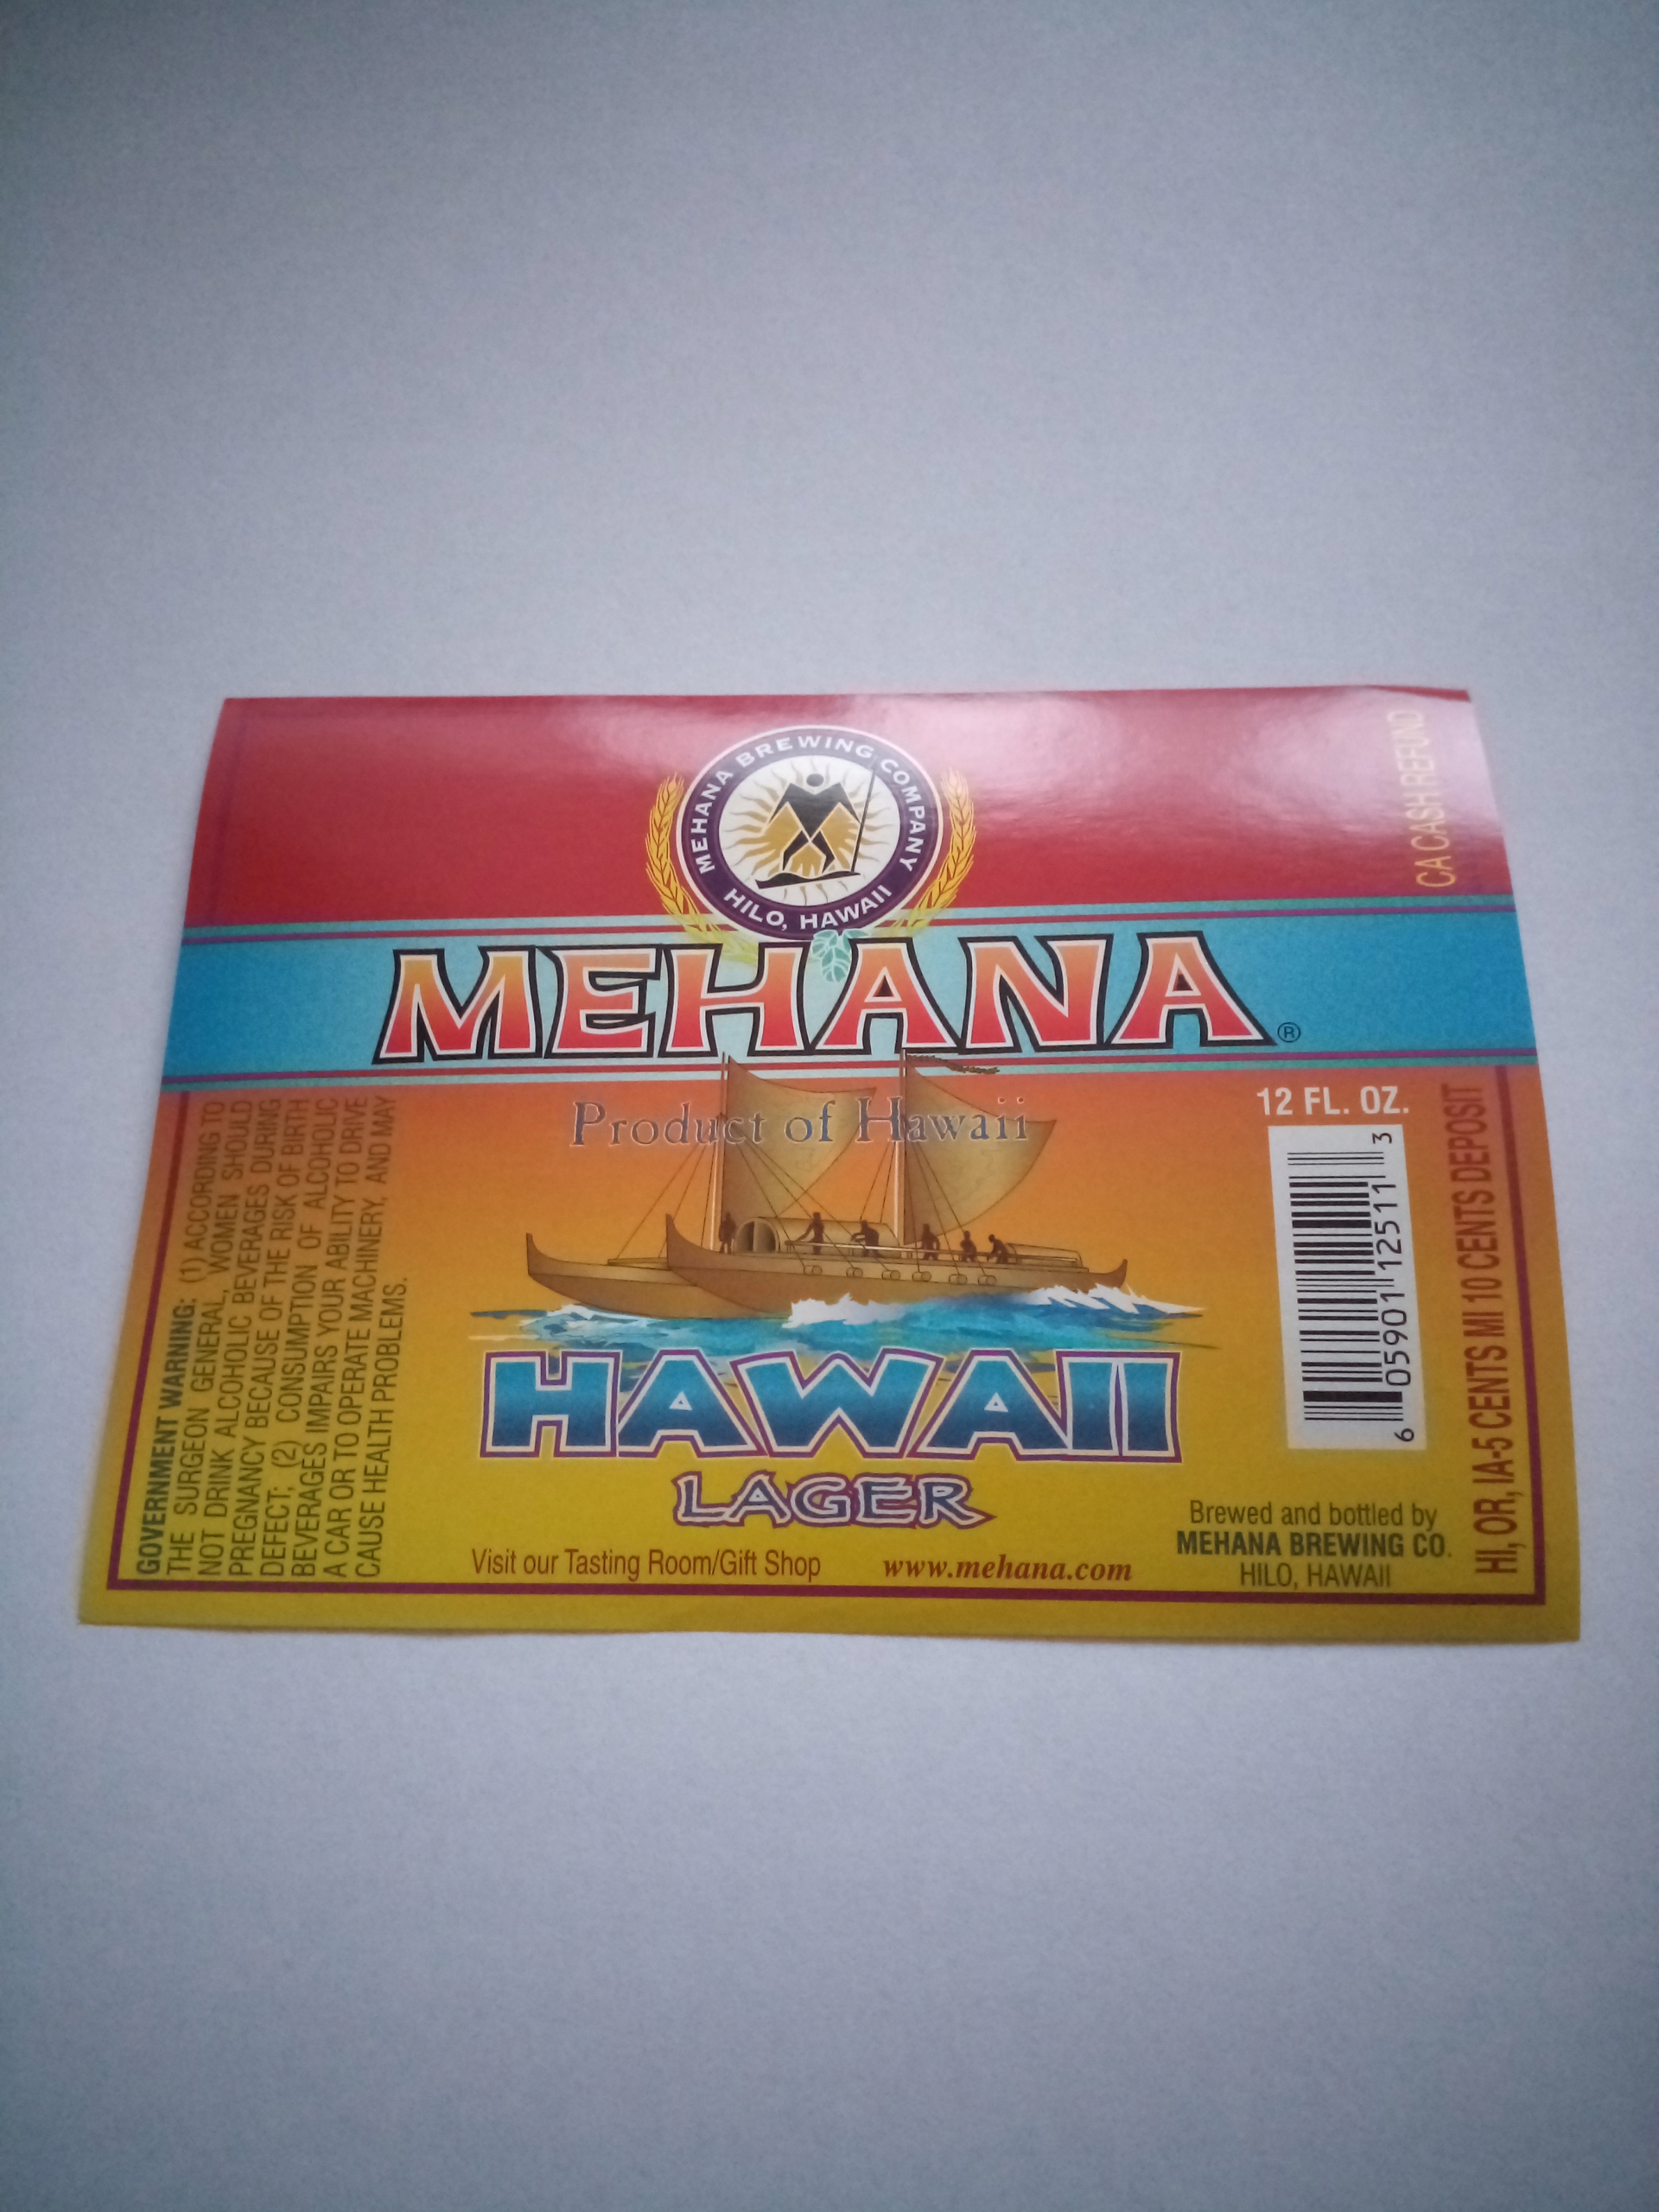 MEHANA BREWING COMPANY
HILO, HAWAII
CA CASH REFUND
MEHANA®
Product of Hawaii
HAWAII
LAGER
Visit our Tasting Room/Gift Shop www.mehana.com
GOVERNMENT WARNING: (1) ACCORDING TO
THE SURGEON GENERAL, WOMEN SHOULD
NOT DRINK ALCOHOLIC BEVERAGES DURING
PREGNANCY BECAUSE OF THE RISK OF BIRTH
DEFECT; (2) CONSUMPTION OF ALCOHOLIC
BEVERAGES IMPAIRS YOUR ABILITY TO DRIVE
A CAR OR TO OPERATE MACHINERY, AND MAY
CAUSE HEALTH PROBLEMS.
12 FL. OZ.
6 05901 12511 3
Brewed and bottled by
MEHANA BREWING CO.
HILO, HAWAII
HI, OR, IA-5 CENTS MI 10 CENTS DEPOSIT